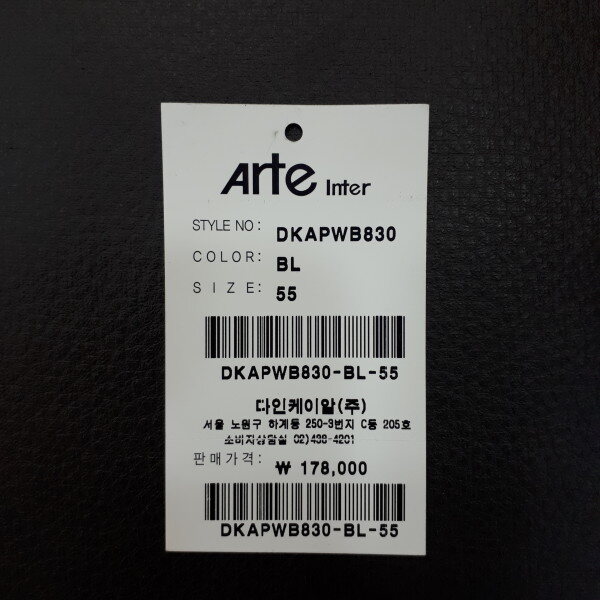 Arte Inter
STYLE NO: DKAPWB830
COLOR: BL
SIZE: 55
DKAPWB830-BL-55
다인케이알(주)
서울 노원구 하계동 250-3번지 C동 205호
소비자상담실 02)
판매가격: ₩ 178,000
DKAPWB830-BL-55